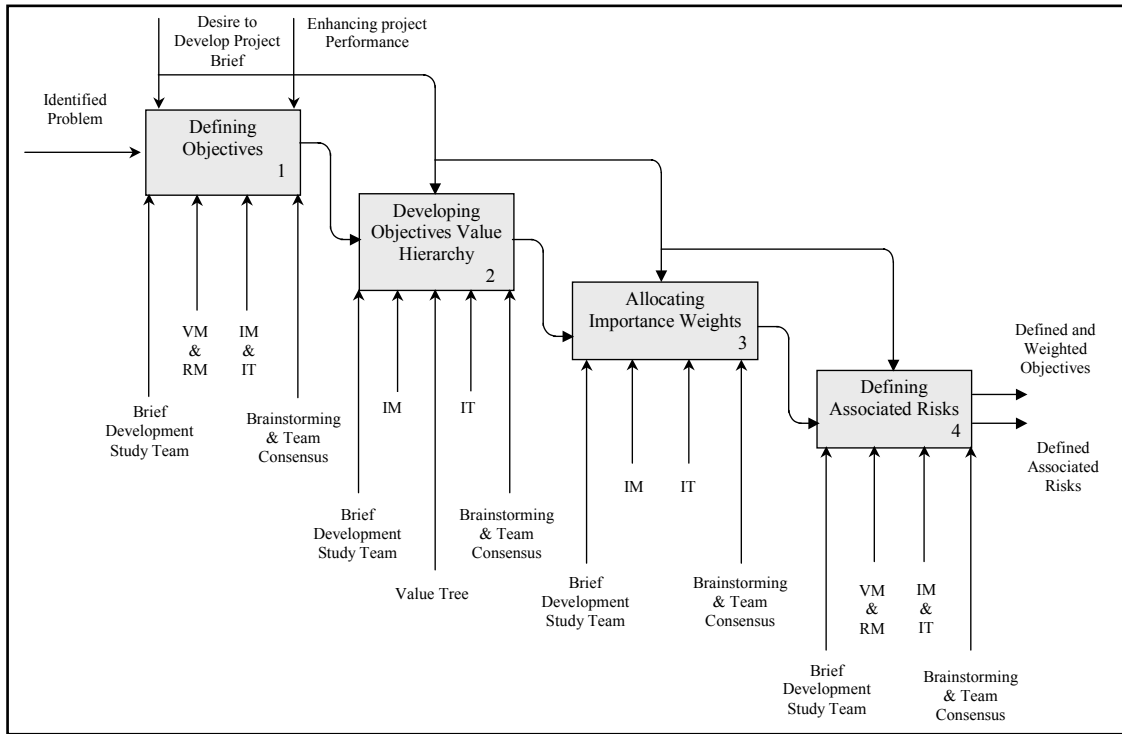 Desire to
Develop Project
Brief
Enhancing project
Performance
Identified
Problem
Defining
Objectives
1
Developing
Objectives Value
Hierarchy
2
Allocating
Importance Weights
3
Defining
Associated Risks
4
Defined and
Weighted
Objectives
Defined
Associated
Risks
VM
&
RM
IM
&
IT
Brief
Development
Study Team
Brainstorming
& Team
Consensus
IM
IT
Brief
Development
Study Team
Value Tree
Brainstorming
& Team
Consensus
IM
IT
Brief
Development
Study Team
Brainstorming
& Team
Consensus
VM
&
RM
IM
&
IT
Brief
Development
Study Team
Brainstorming
& Team
Consensus